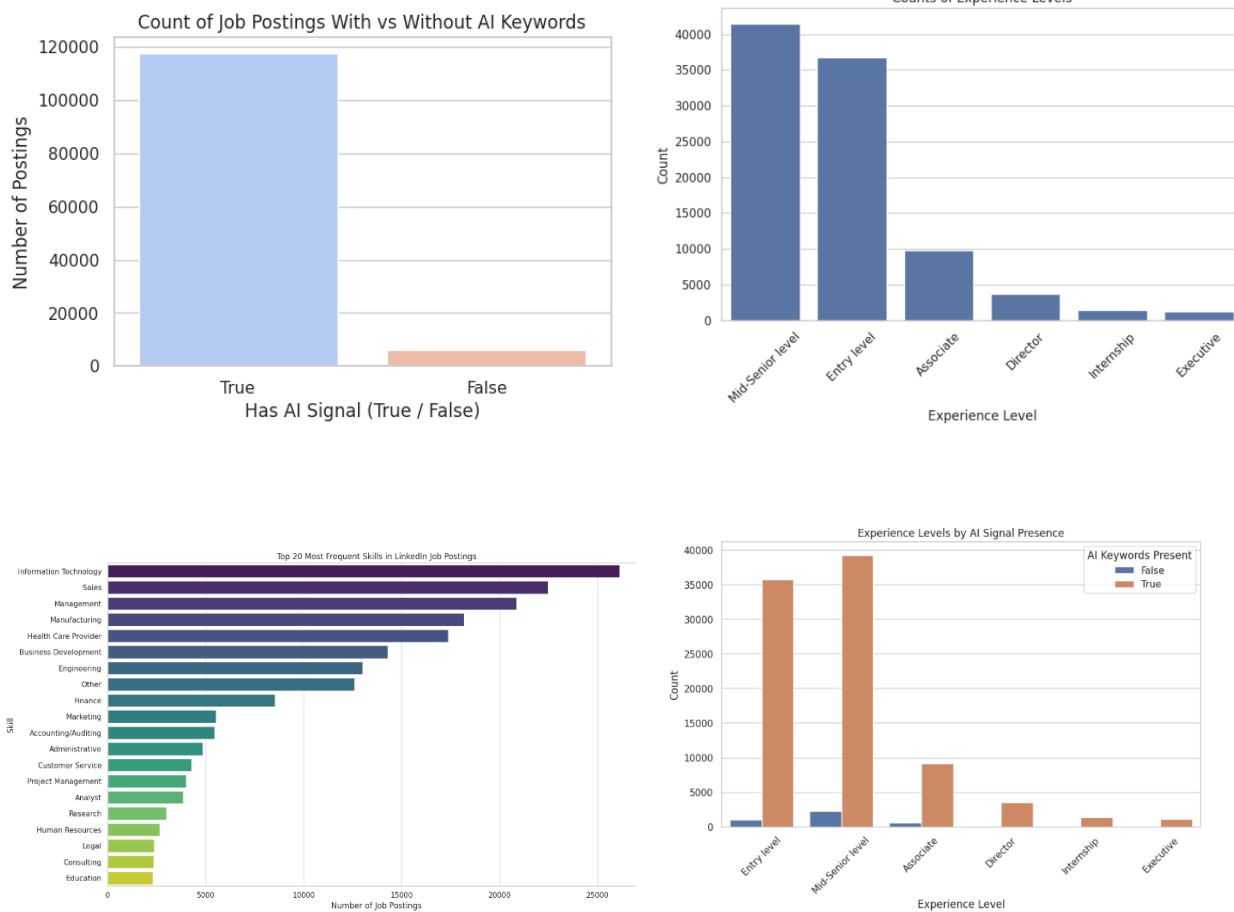 Count of Job Postings With vs Without AI Keywords
Number of Postings
120000
100000
80000
60000
40000
20000
0
True
False
Has AI Signal (True / False)
Counts of Experience Levels
Count
40000
35000
30000
25000
20000
15000
10000
5000
0
Mid-Senior level
Entry level
Associate
Director
Internship
Executive
Experience Level
Top 20 Most Frequent Skills in LinkedIn Job Postings
Skill
Information Technology
Sales
Management
Manufacturing
Health Care Provider
Business Development
Engineering
Other
Finance
Marketing
Accounting/Auditing
Administrative
Customer Service
Project Management
Analyst
Research
Human Resources
Legal
Consulting
Education
0
5000
10000
15000
20000
25000
Number of Job Postings
Experience Levels by AI Signal Presence
AI Keywords Present
False
True
Count
40000
35000
30000
25000
20000
15000
10000
5000
0
Entry level
Mid-Senior level
Associate
Director
Internship
Executive
Experience Level